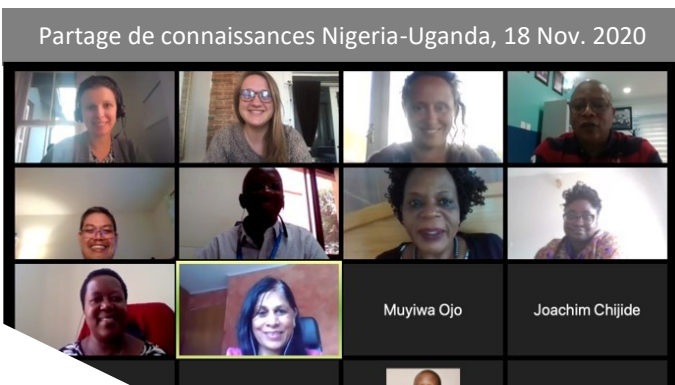 Partage de connaissances Nigeria-Uganda, 18 Nov. 2020
Muyiwa Ojo
Joachim Chijide